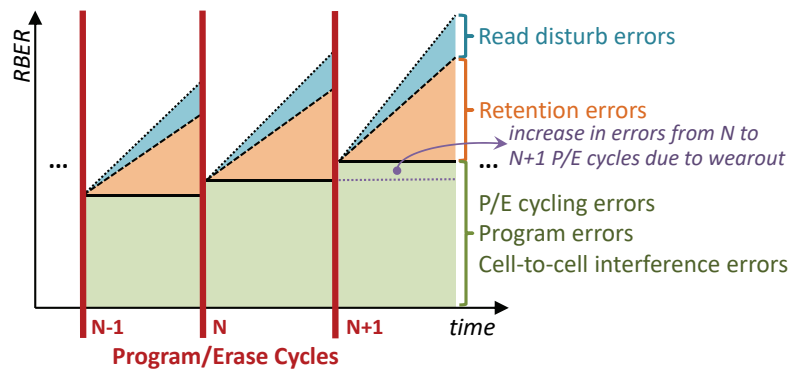 RBER
Read disturb errors
Retention errors
increase in errors from N to
N+1 P/E cycles due to wearout
...
...
P/E cycling errors
Program errors
Cell-to-cell interference errors
N-1
N
N+1
time
Program/Erase Cycles